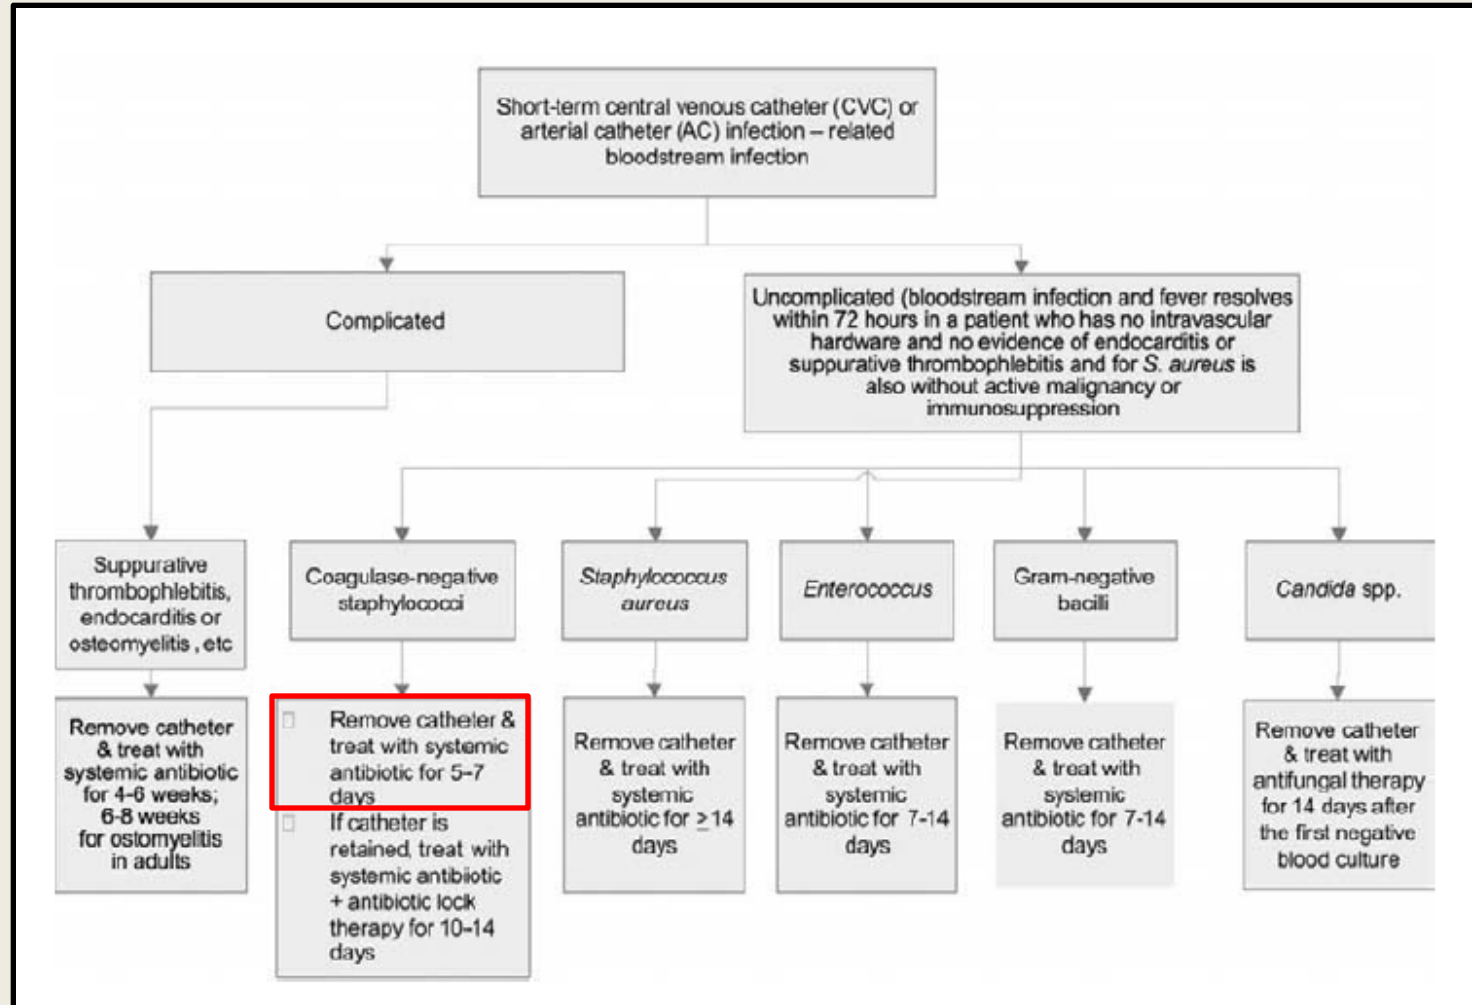 Short-term central venous catheter (CVC) or
arterial catheter (AC) infection – related
bloodstream infection
Complicated
Uncomplicated (bloodstream infection and fever resolves
within 72 hours in a patient who has no intravascular
hardware and no evidence of endocarditis or
suppurative thrombophlebitis and for S. aureus is
also without active malignancy or
immunosuppression
Suppurative
thrombophlebitis,
endocarditis or
osteomyelitis , etc
Coagulase-negative
staphylococci
Staphylococcus
aureus
Enterococcus
Gram-negative
bacilli
Candida spp.
Remove catheter
& treat with
systemic antibiotic
for 4-6 weeks;
6-8 weeks
for ostomyelitis
in adults
Remove catheter &
treat with systemic
antibiotic for 5–7
days
If catheter is
retained, treat with
systemic antibiotic
+ antibiotic lock
therapy for 10–14
days
Remove catheter
& treat with
systemic
antibiotic for ≥ 14
days
Remove catheter
& treat with
systemic
antibiotic for 7-14
days
Remove catheter
& treat with
systemic
antibiotic for 7-14
days
Remove catheter
& treat with
antifungal therapy
for 14 days after
the first negative
blood culture